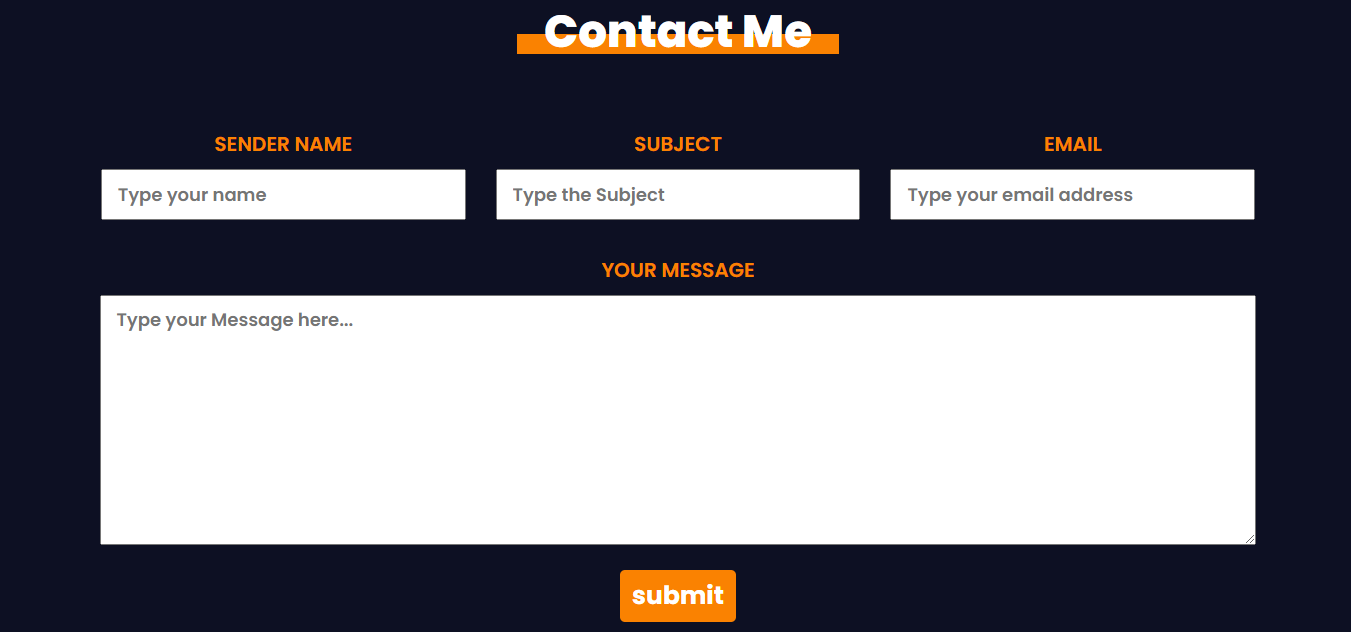 Contact Me
SENDER NAME SUBJECT EMAIL
Type your name Type the Subject Type your email address
YOUR MESSAGE
Type your Message here...
submit